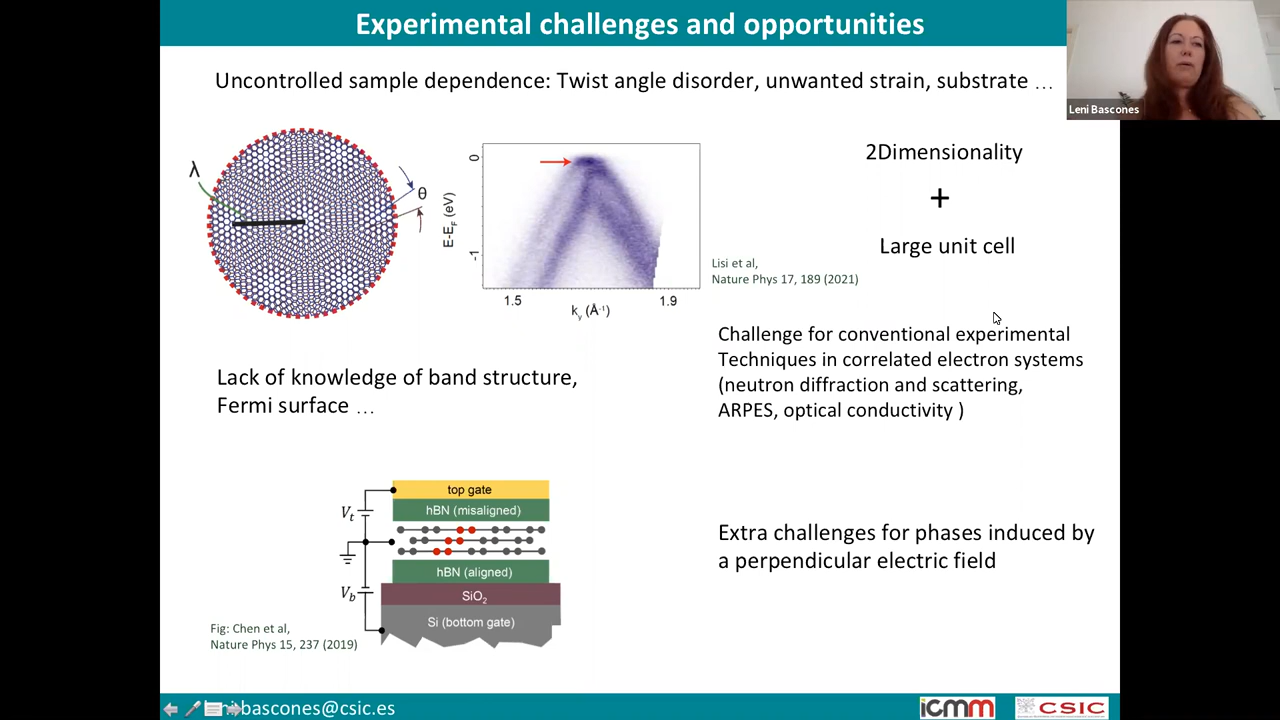 Experimental challenges and opportunities
Leni Bascones
Uncontrolled sample dependence: Twist angle disorder, unwanted strain, substrate …
λ
θ
0
-1
E-EF (eV)
1.5
1.9
ky (Å-1)
Lisi et al,
Nature Phys 17, 189 (2021)
2Dimensionality
+
Large unit cell
Challenge for conventional experimental
Techniques in correlated electron systems
(neutron diffraction and scattering,
ARPES, optical conductivity )
Lack of knowledge of band structure,
Fermi surface …
top gate
hBN (misaligned)
hBN (aligned)
SiO2
Si (bottom gate)
Vt
Vb
Fig: Chen et al,
Nature Phys 15, 237 (2019)
Extra challenges for phases induced by
a perpendicular electric field
bascones@csic.es
icmm
CSIC